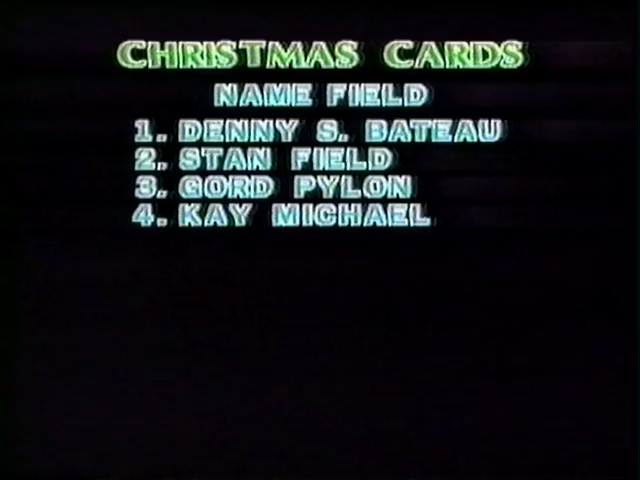 CHRISTMAS CARDS
NAME FIELD
1. DENNY S. BATEAU
2. STAN FIELD
3. GORD PYLON
4. KAY MICHAEL